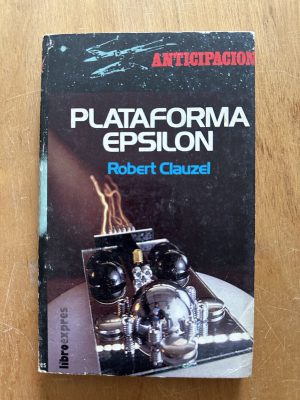 ANTICIPACION
PLATAFORMA
EPSILON
Robert Clauzel
libroexpres